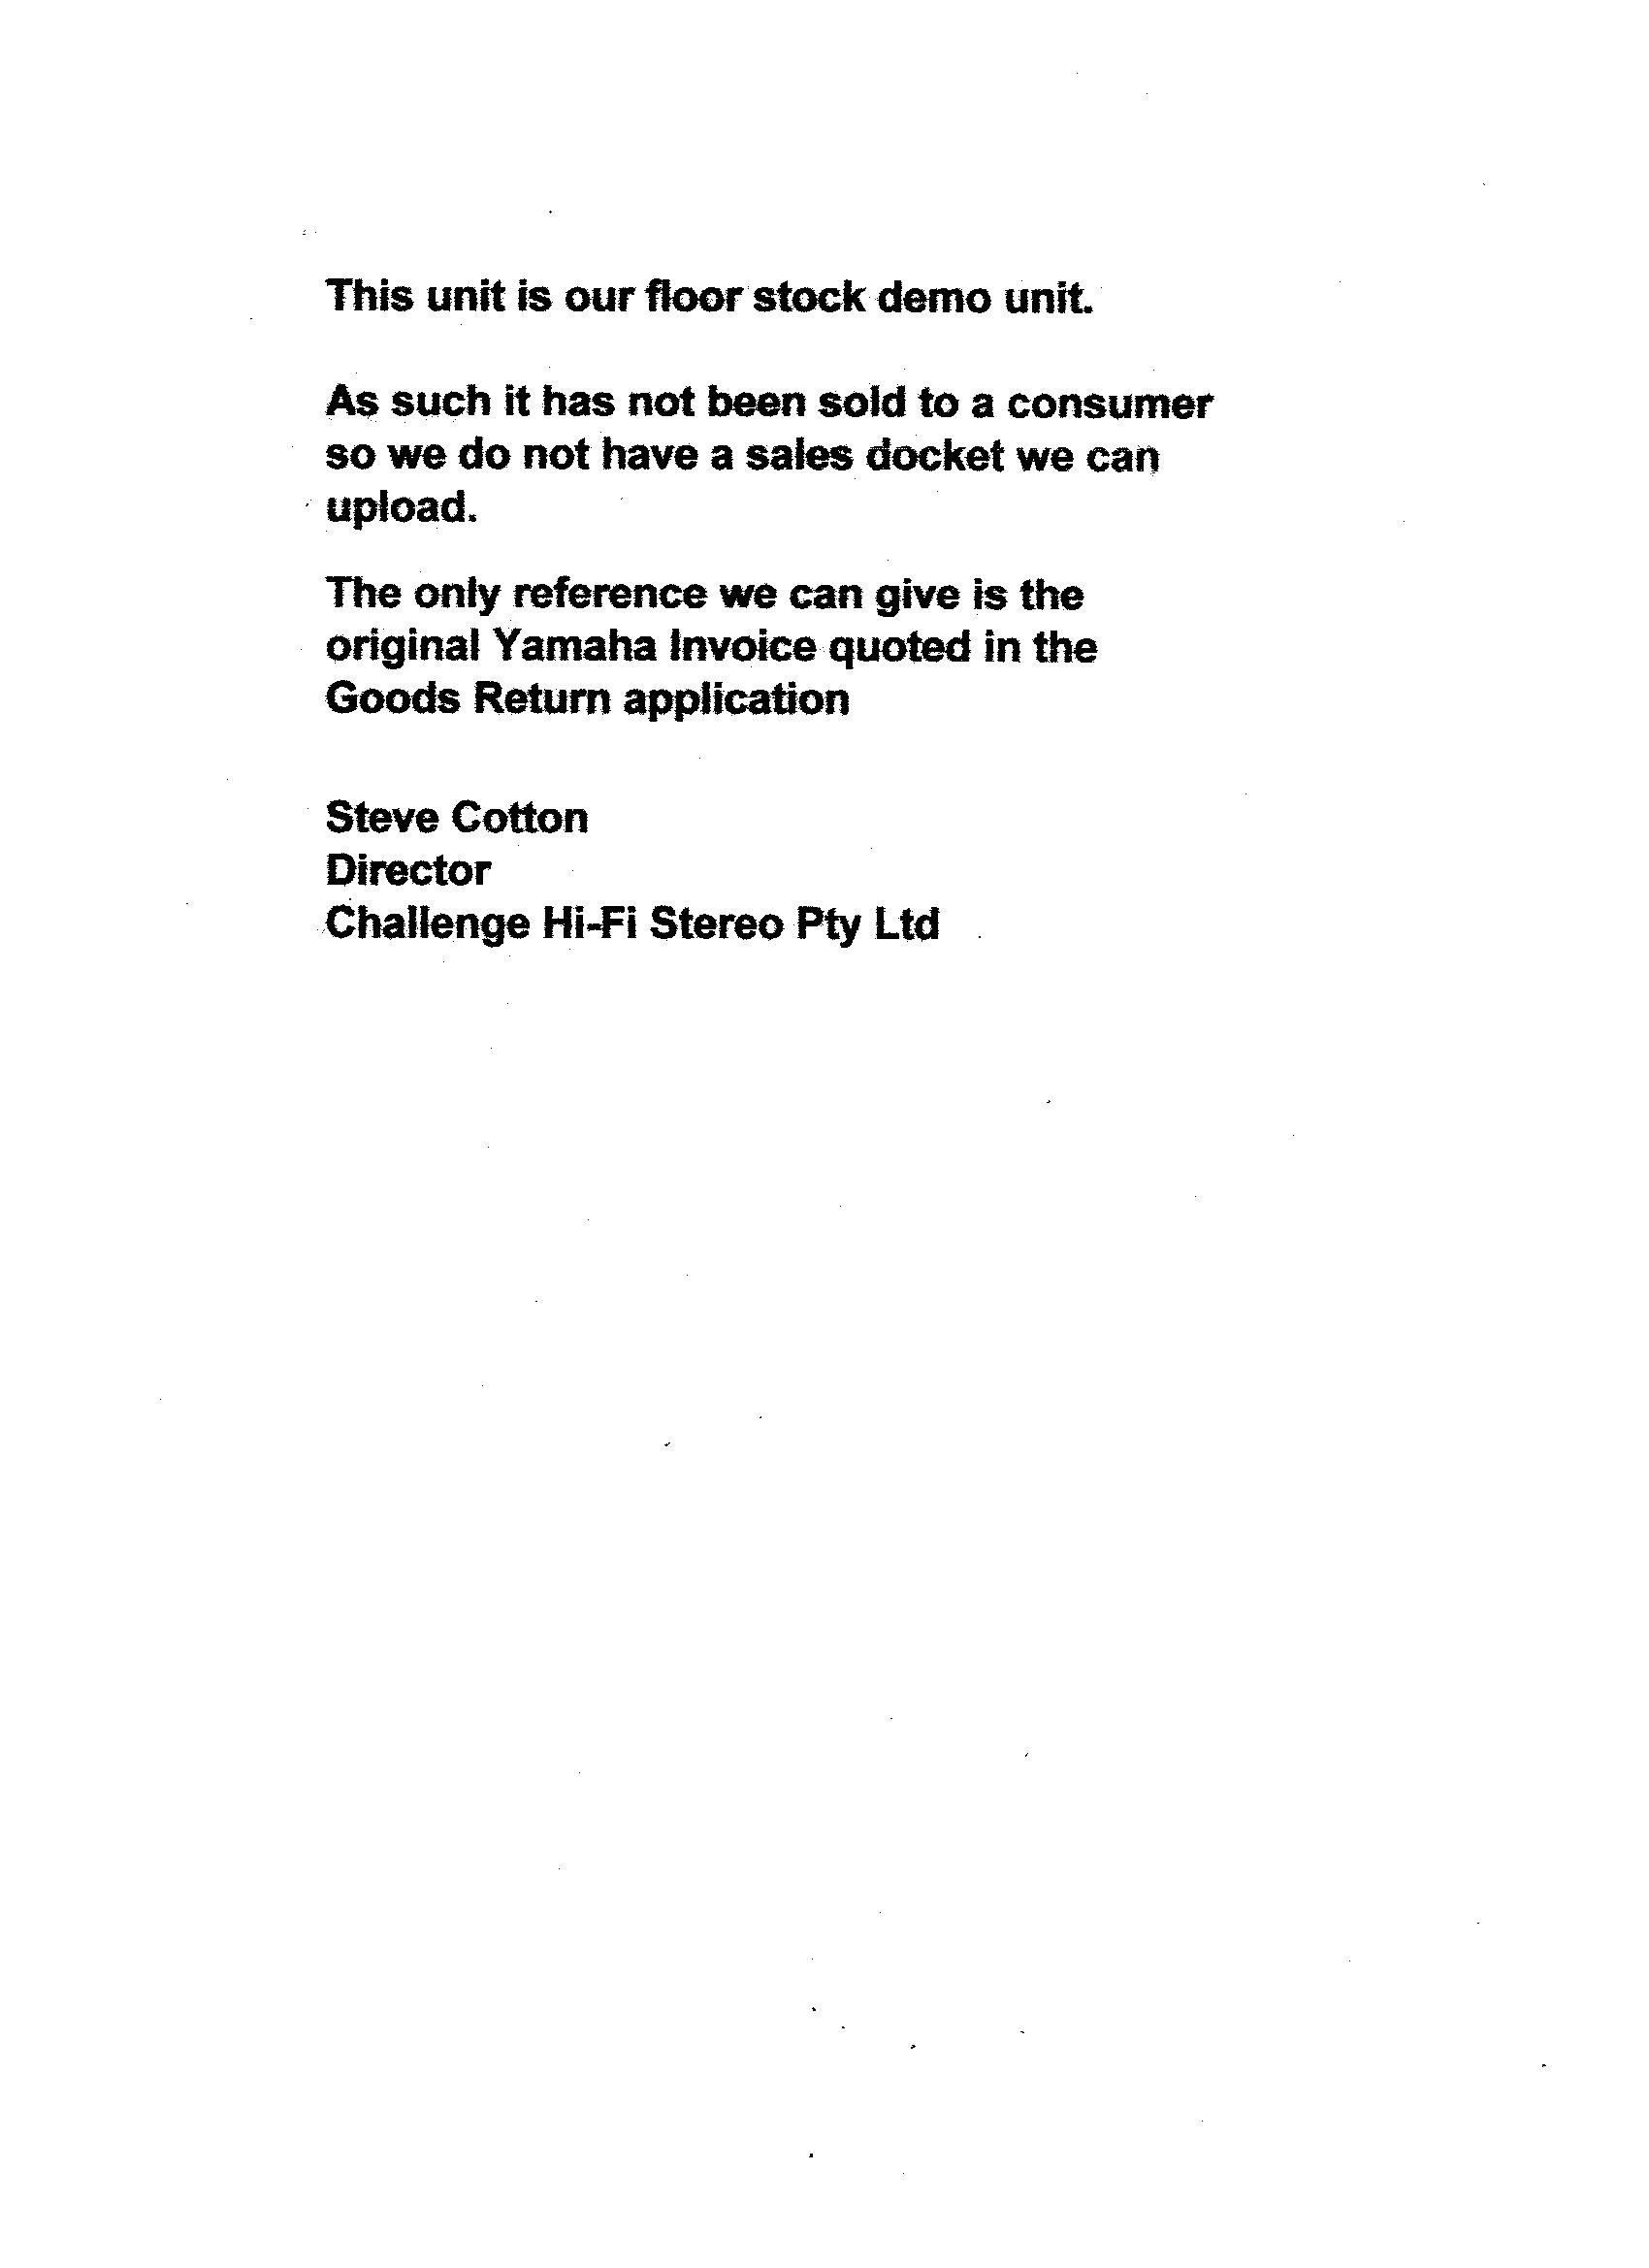 This unit is our floor stock demo unit.
As such it has not been sold to a consumer
so we do not have a sales docket we can
upload.
The only reference we can give is the
original Yamaha Invoice quoted in the
Goods Return application
Steve Cotton
Director
Challenge Hi-Fi Stereo Pty Ltd